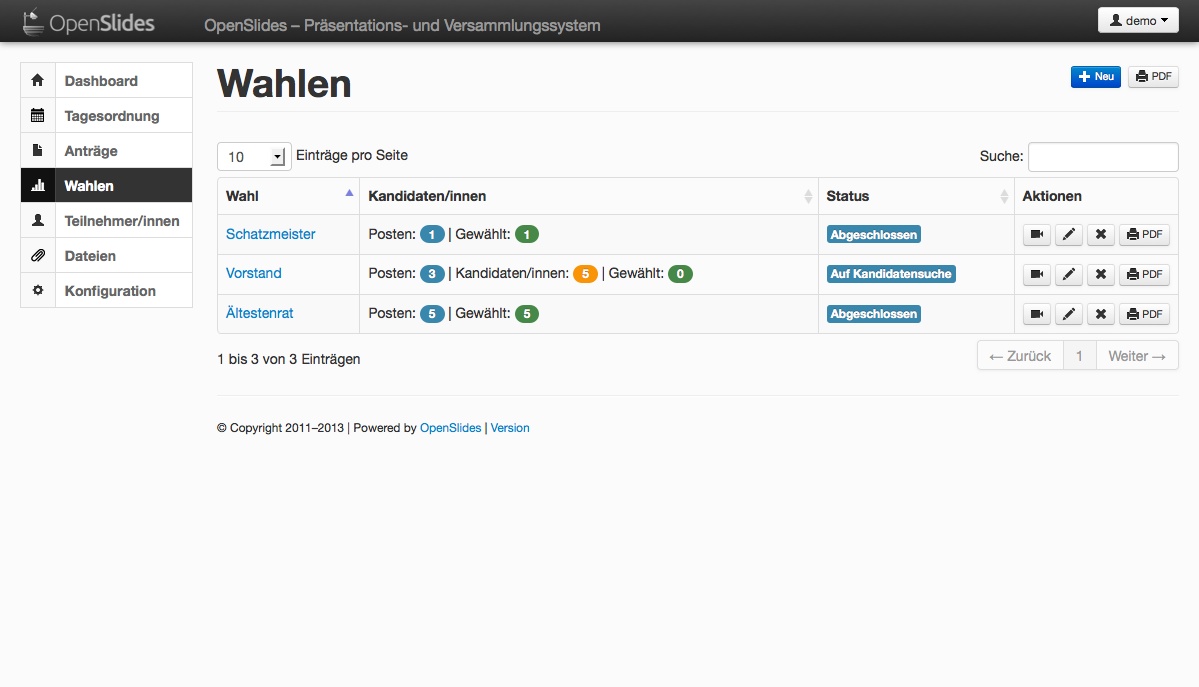 OpenSlides OpenSlides – Präsentations- und Versammlungssystem demo
Dashboard
Tagesordnung
Anträge
Wahlen
Teilnehmer/innen
Dateien
Konfiguration
Wahlen Neu PDF
10 Einträge pro Seite Suche:
Wahl Kandidaten/innen Status Aktionen
Schatzmeister Posten: 1 | Gewählt: 1 Abgeschlossen PDF
Vorstand Posten: 3 | Kandidaten/innen: 5 | Gewählt: 0 Auf Kandidatensuche PDF
Ältestenrat Posten: 5 | Gewählt: 5 Abgeschlossen PDF
1 bis 3 von 3 Einträgen ← Zurück 1 Weiter →
© Copyright 2011–2013 | Powered by OpenSlides | Version